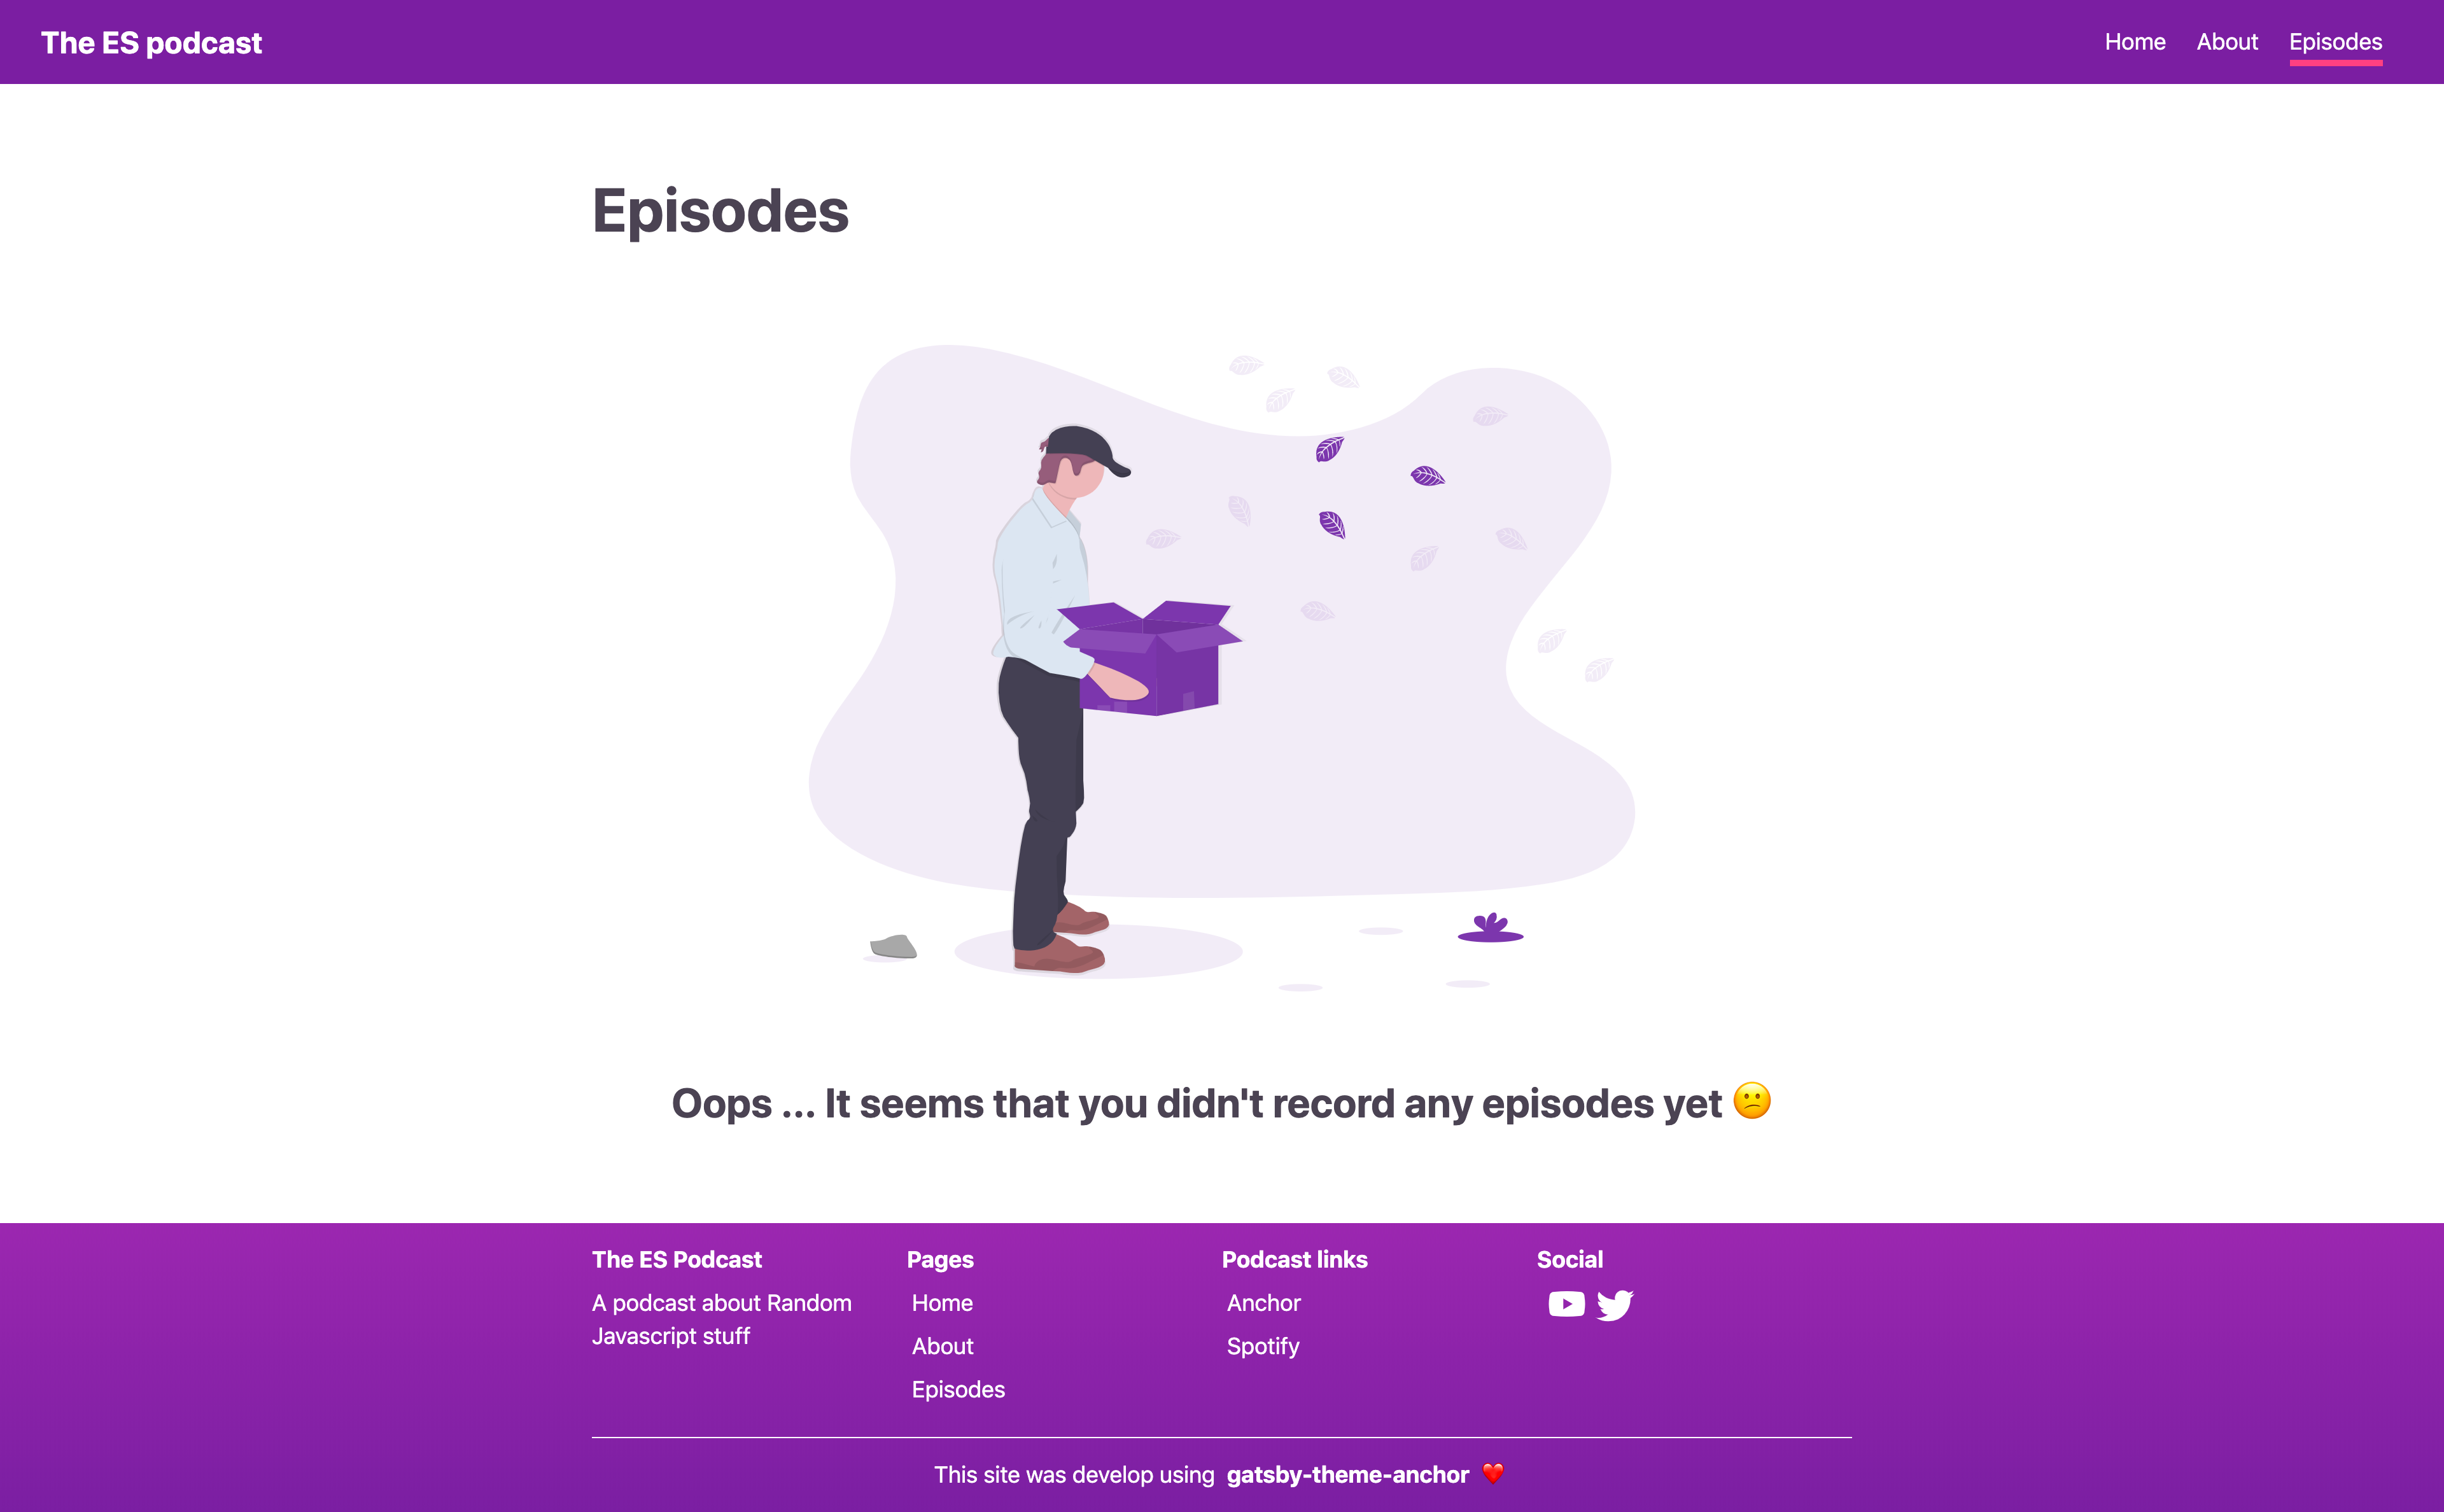 The ES podcast
Home About Episodes
Episodes
Oops ... It seems that you didn't record any episodes yet 😕
The ES Podcast
A podcast about Random
Javascript stuff
Pages
Home
About
Episodes
Podcast links
Anchor
Spotify
Social
This site was develop using gatsby-theme-anchor ❤️